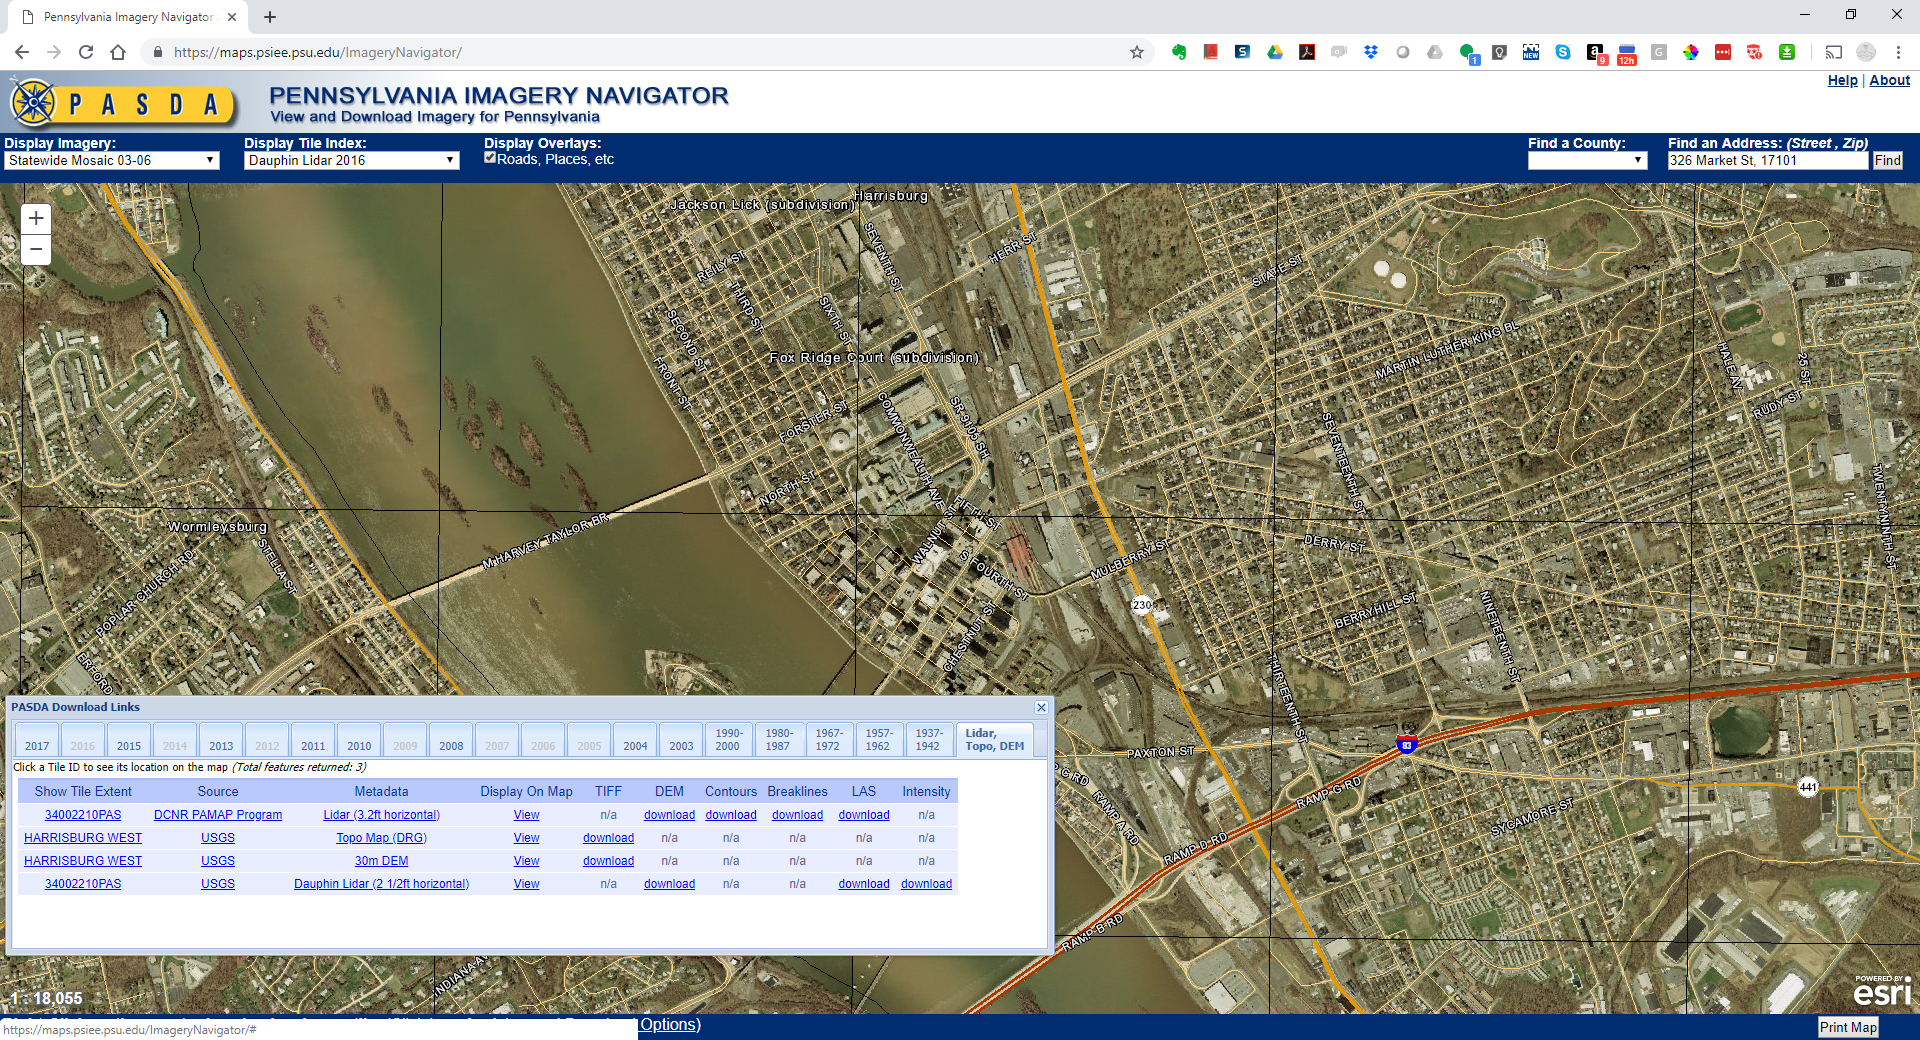 Pennsylvania Imagery Navigator
https://maps.psiee.psu.edu/ImageryNavigator/
1
NEW
9
12h
G
PASDA
PENNSYLVANIA IMAGERY NAVIGATOR
View and Download Imagery for Pennsylvania
Help | About
Display Imagery:
Statewide Mosaic 03-06
Display Tile Index:
Dauphin Lidar 2016
Display Overlays:
Roads, Places, etc
Find a County:
Find an Address: (Street , Zip)
326 Market St, 17101
Find
+
−
Harrisburg
Jackson Lick (subdivision)
SEVENTH ST
HERR ST
REILY ST
STATE ST
THIRD ST
SIXTH ST
SECOND ST
FRONT ST
Fox Ridge Court (subdivision)
MARTIN LUTHER KING BL
HALE AV
25 ST
RUDY ST
FORSTER ST
COMMONWEALTH AVE
SR 9105 SH
SEVENTEENTH ST
NORTH ST
FIFTH ST
WALNUT ST
TWENTYNINTH ST
Wormleysburg
M HARVEY TAYLOR BR
STELLA ST
POPLAR CHURCH RD
ERFORD
S FOURTH ST
MULBERRY ST
DERRY ST
CHESTNUT ST
230
BERRYHILL ST
NINETEENTH ST
THIRTEENTH ST
83
PAXTON ST
P C RD
RAMP A RD
RAMP G RD
RAMP D RD
RAMP B RD
SYCAMORE ST
441
INDIANA AV
PASDA Download Links
2017 2016 2015 2014 2013 2012 2011 2010 2009 2008 2007 2006 2005 2004 2003 1990-2000 1980-1987 1967-1972 1957-1962 1937-1942 Lidar, Topo, DEM
Click a Tile ID to see its location on the map (Total features returned: 3)
Show Tile Extent Source Metadata Display On Map TIFF DEM Contours Breaklines LAS Intensity
34002210PAS DCNR PAMAP Program Lidar (3.2ft horizontal) View n/a download download download download n/a
HARRISBURG WEST USGS Topo Map (DRG) View download n/a n/a n/a n/a n/a
HARRISBURG WEST USGS 30m DEM View download n/a n/a n/a n/a n/a
34002210PAS USGS Dauphin Lidar (2 1/2ft horizontal) View n/a download n/a n/a download download
1 : 18,055
POWERED BY
esri
https://maps.psiee.psu.edu/ImageryNavigator/#
Options)
Print Map